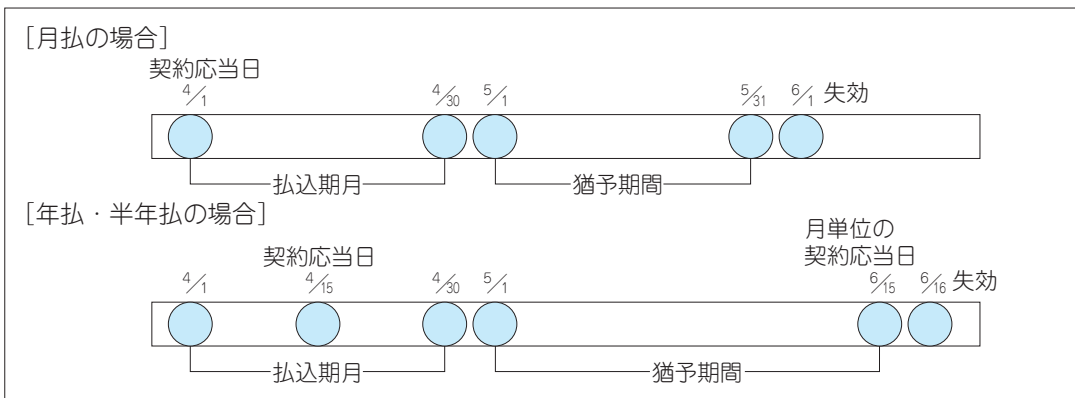 [月払の場合]
契約応当日
4/1 4/30 5/1 5/31 6/1 失効
払込期月 猶予期間
[年払・半年払の場合]
月単位の
契約応当日 契約応当日
4/1 4/15 4/30 5/1 6/15 6/16 失効
払込期月 猶予期間